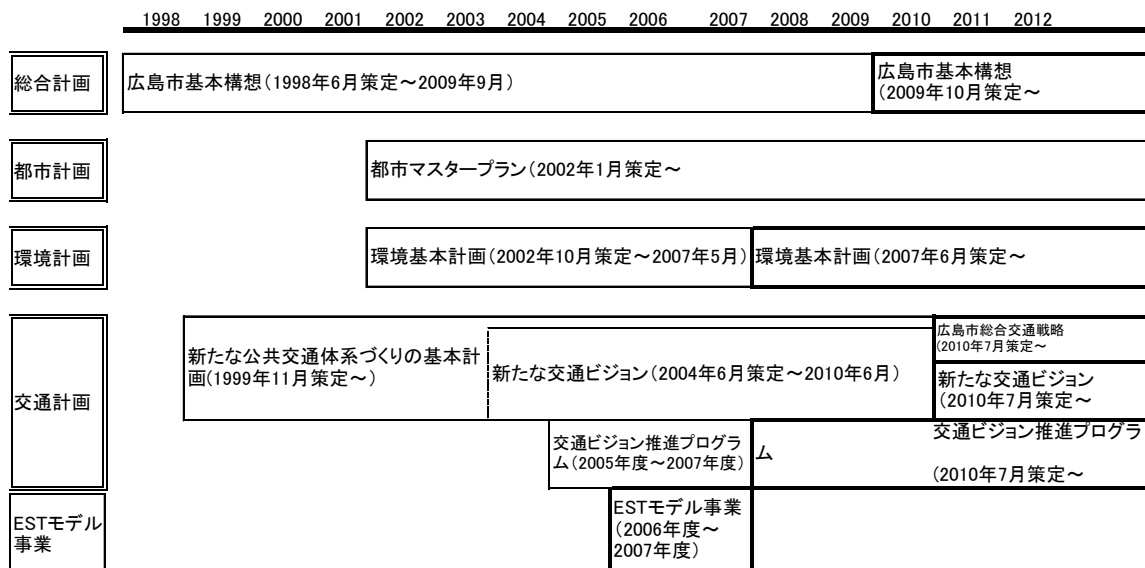 1998 1999 2000 2001 2002 2003 2004 2005 2006 2007 2008 2009 2010 2011 2012
総合計画
広島市基本構想(1998年6月策定～2009年9月)
広島市基本構想
(2009年10月策定～
都市計画
都市マスタープラン(2002年1月策定～
環境計画
環境基本計画(2002年10月策定～2007年5月)
環境基本計画(2007年6月策定～
交通計画
新たな公共交通体系づくりの基本計
画(1999年11月策定～)
新たな交通ビジョン(2004年6月策定～2010年6月)
広島市総合交通戦略
(2010年7月策定～
新たな交通ビジョン
(2010年7月策定～
交通ビジョン推進プログラ
ム(2005年度～2007年度)
交通ビジョン推進プログラ
ム
(2010年7月策定～
ESTモデル
事業
ESTモデル事業
(2006年度～
2007年度)